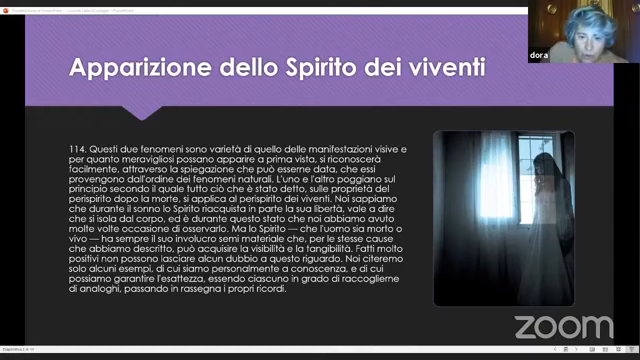 dora
Apparizione dello Spirito dei viventi
114. Questi due fenomeni sono varietà di quello delle manifestazioni visive e
per quanto meravigliosi possano apparire a prima vista, si riconoscerà
facilmente, attraverso la spiegazione che può esserne data, che essi
provengono dall'ordine dei fenomeni naturali. L'uno e l'altro poggiano sul
principio secondo il quale tutto ciò che è stato detto, sulle proprietà del
perispirito dopo la morte, si applica al perispirito dei viventi. Noi sappiamo
che durante il sonno lo Spirito riacquista in parte la sua libertà, vale a dire
che si isola dal corpo, ed è durante questo stato che noi abbiamo avuto
molte volte occasione di osservarlo. Ma lo Spirito — che l'uomo sia morto o
vivo — ha sempre il suo involucro semi materiale che, per le stesse cause
che abbiamo descritto, può acquisire la visibilità e la tangibilità. Fatti molto
positivi non possono lasciare alcun dubbio a questo riguardo. Noi citeremo
solo alcuni esempi, di cui siamo personalmente a conoscenza, e di cui
possiamo garantire l'esattezza, essendo ciascuno in grado di raccoglierne
di analoghi, passando in rassegna i propri ricordi.
zoom